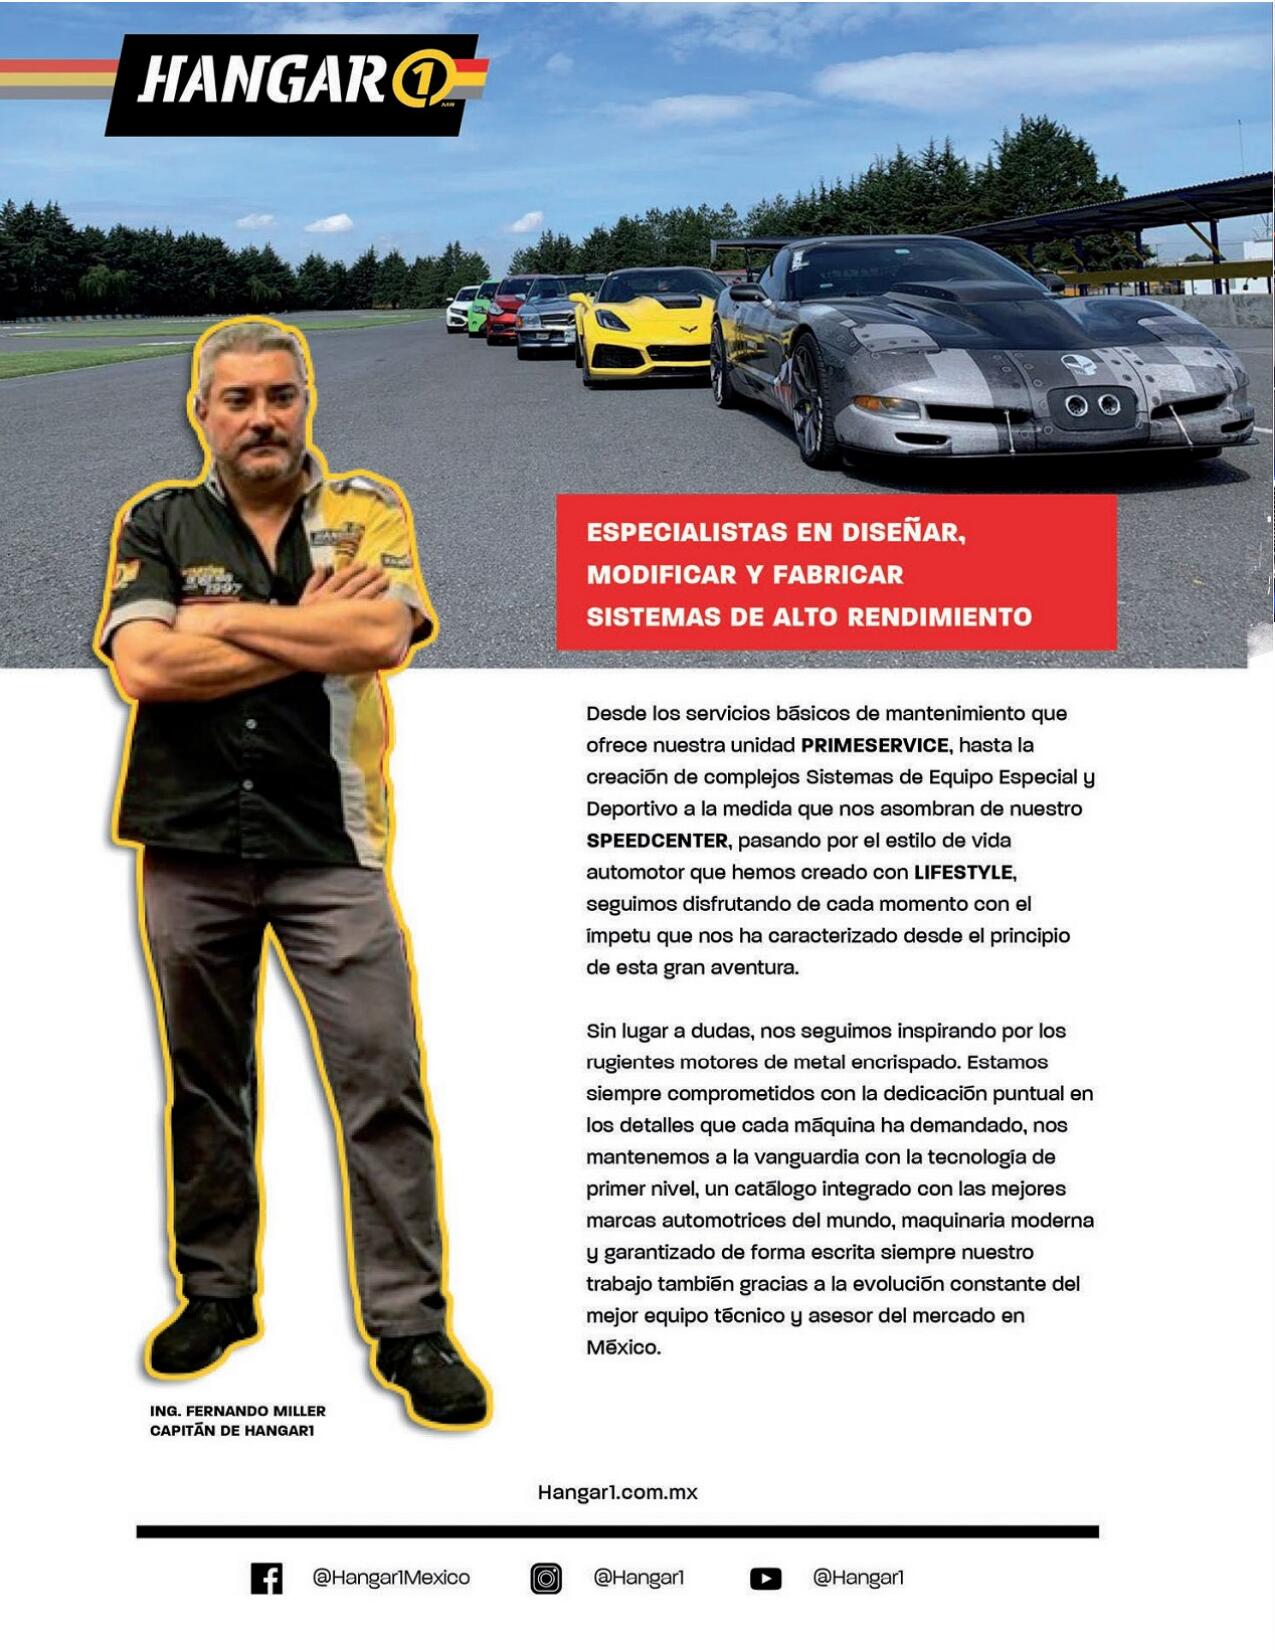 HANGAR 1
MR
HANGAR
1997
ESPECIALISTAS EN DISEÑAR,
MODIFICAR Y FABRICAR
SISTEMAS DE ALTO RENDIMIENTO
Desde los servicios básicos de mantenimiento que
ofrece nuestra unidad PRIMESERVICE, hasta la
creación de complejos Sistemas de Equipo Especial y
Deportivo a la medida que nos asombran de nuestro
SPEEDCENTER, pasando por el estilo de vida
automotor que hemos creado con LIFESTYLE,
seguimos disfrutando de cada momento con el
ímpetu que nos ha caracterizado desde el principio
de esta gran aventura.
Sin lugar a dudas, nos seguimos inspirando por los
rugientes motores de metal encrispado. Estamos
siempre comprometidos con la dedicación puntual en
los detalles que cada máquina ha demandado, nos
mantenemos a la vanguardia con la tecnología de
primer nivel, un catálogo integrado con las mejores
marcas automotrices del mundo, maquinaria moderna
y garantizado de forma escrita siempre nuestro
trabajo también gracias a la evolución constante del
mejor equipo técnico y asesor del mercado en
México.
ING. FERNANDO MILLER
CAPITÁN DE HANGAR1
Hangar1.com.mx
@Hangar1Mexico
@Hangar1
@Hangar1